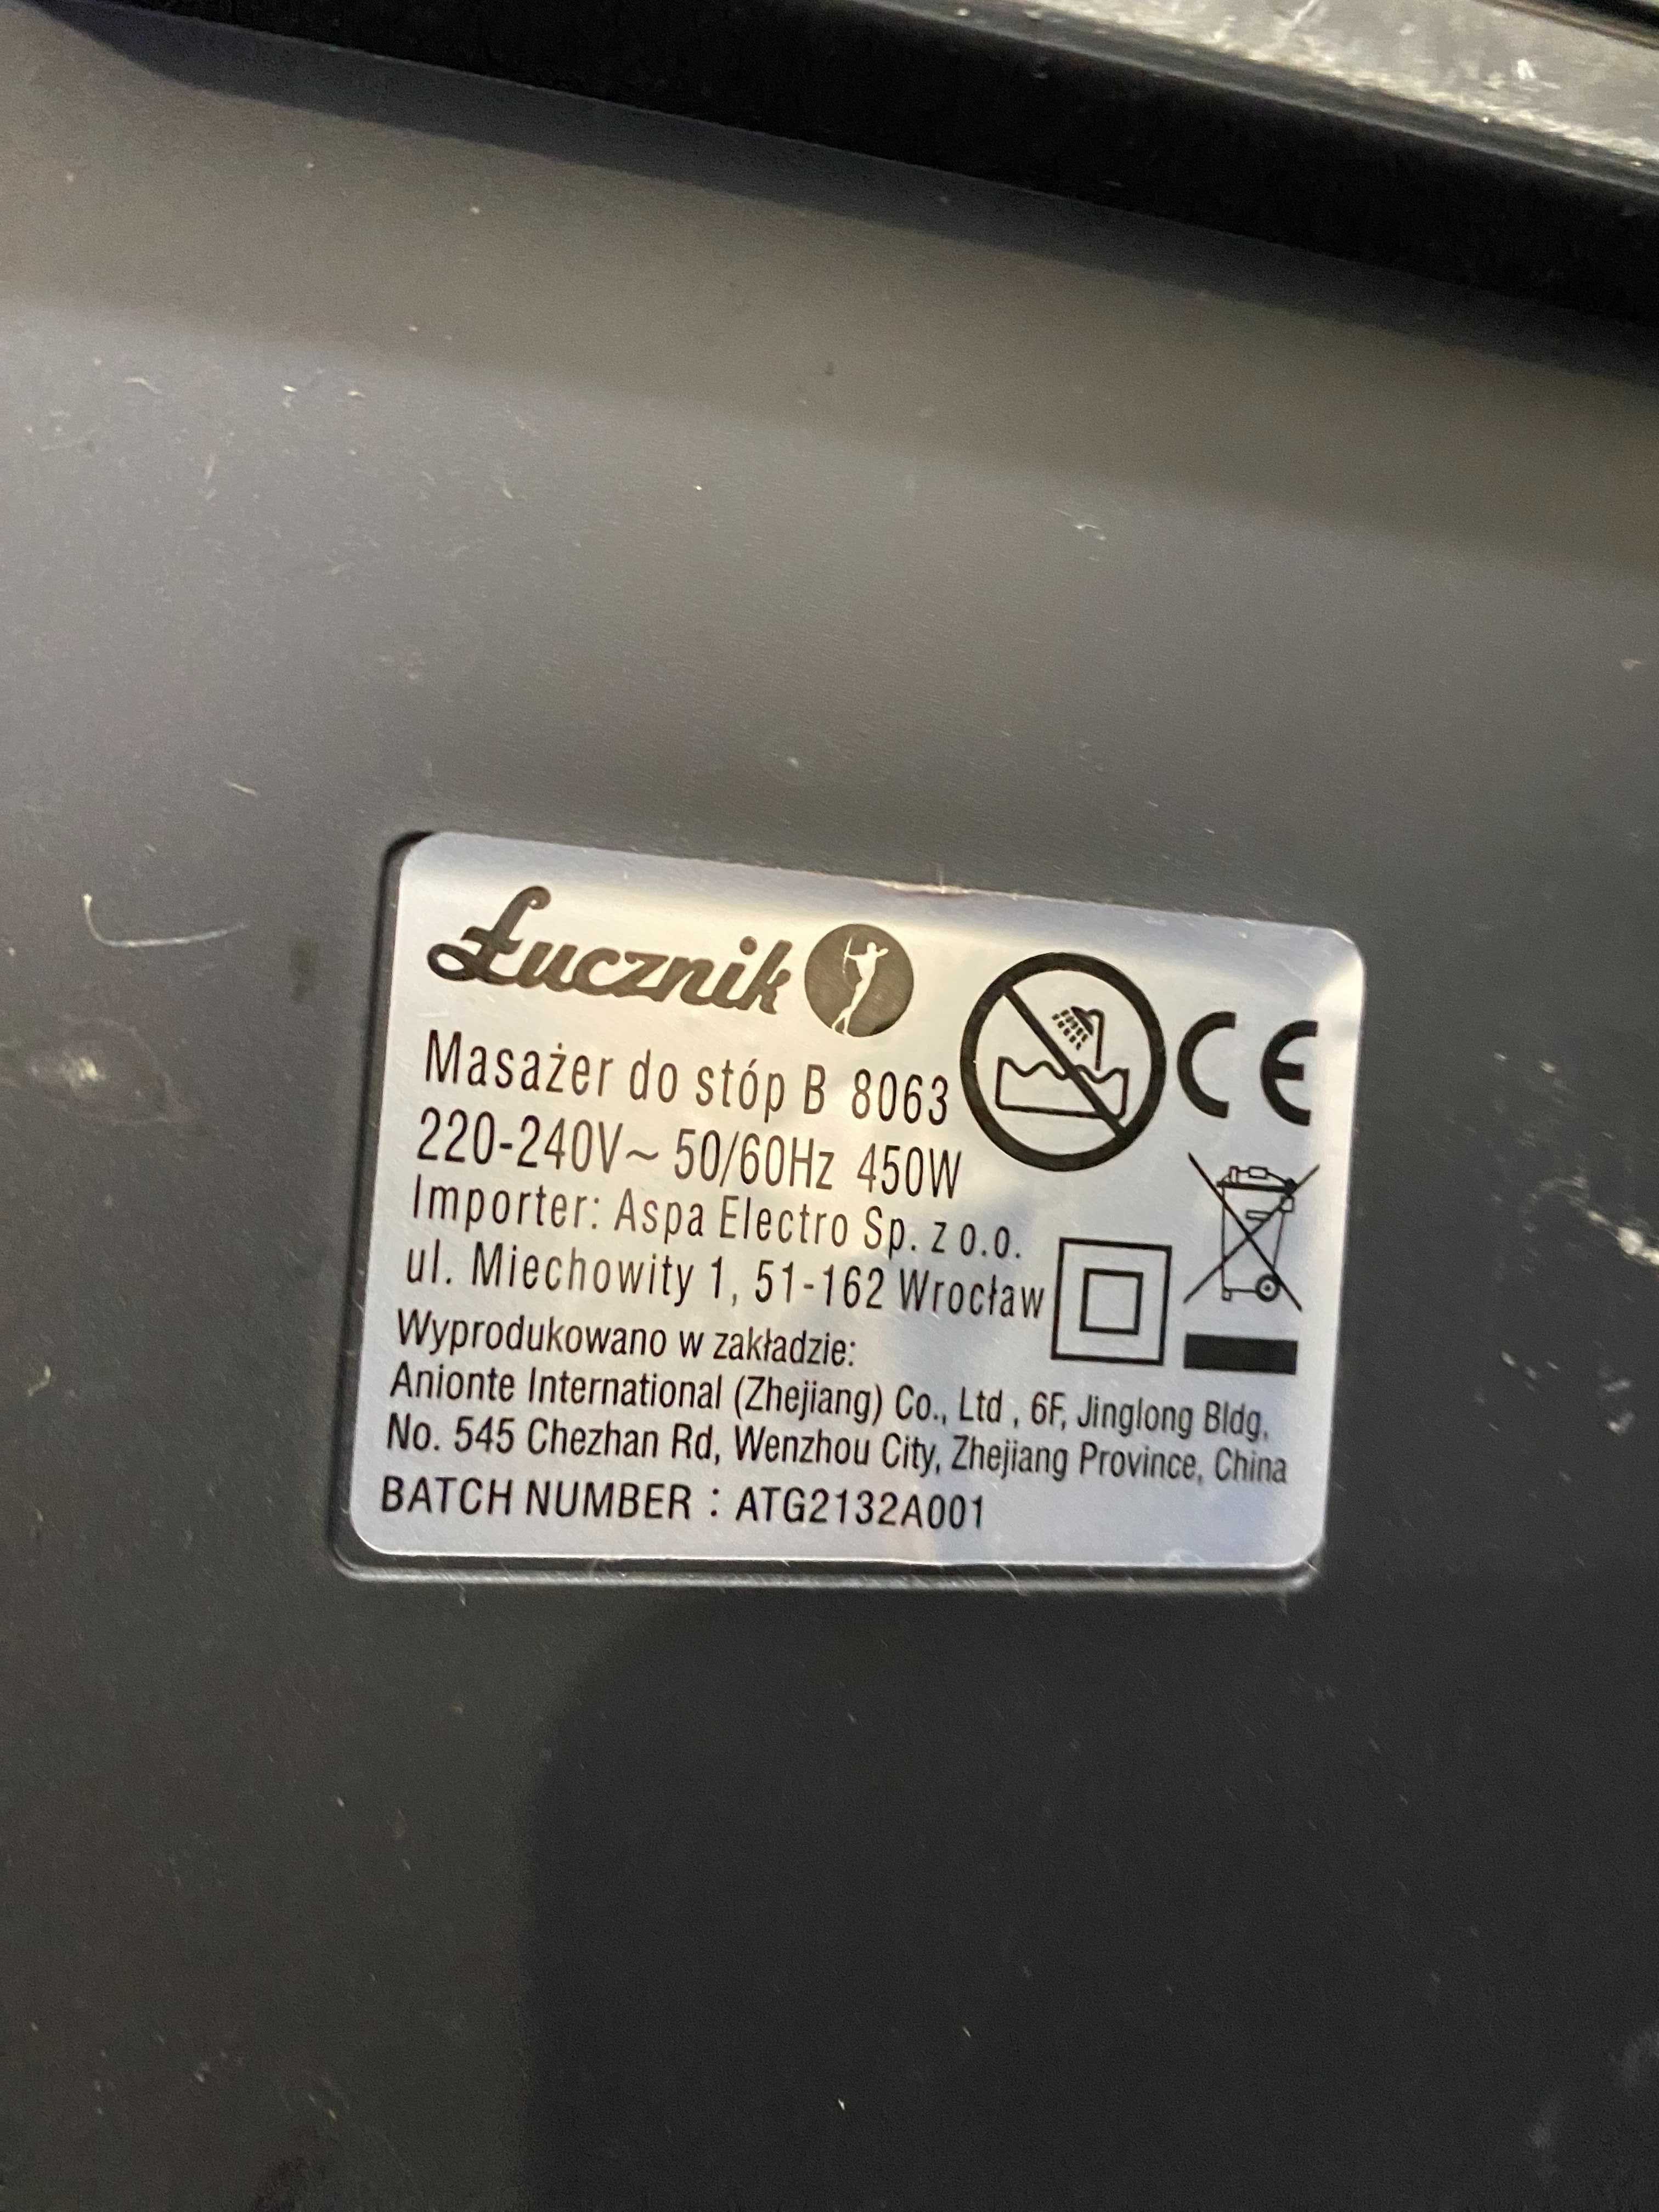 Łucznik
Masażer do stóp B 8063
220-240V~ 50/60Hz 450W
Importer: Aspa Electro Sp. z o.o.
ul. Miechowity 1, 51-162 Wrocław
Wyprodukowano w zakładzie:
Anionte International (Zhejiang) Co., Ltd , 6F, Jinglong Bldg,
No. 545 Chezhan Rd, Wenzhou City, Zhejiang Province, China
BATCH NUMBER : ATG2132A001
CE